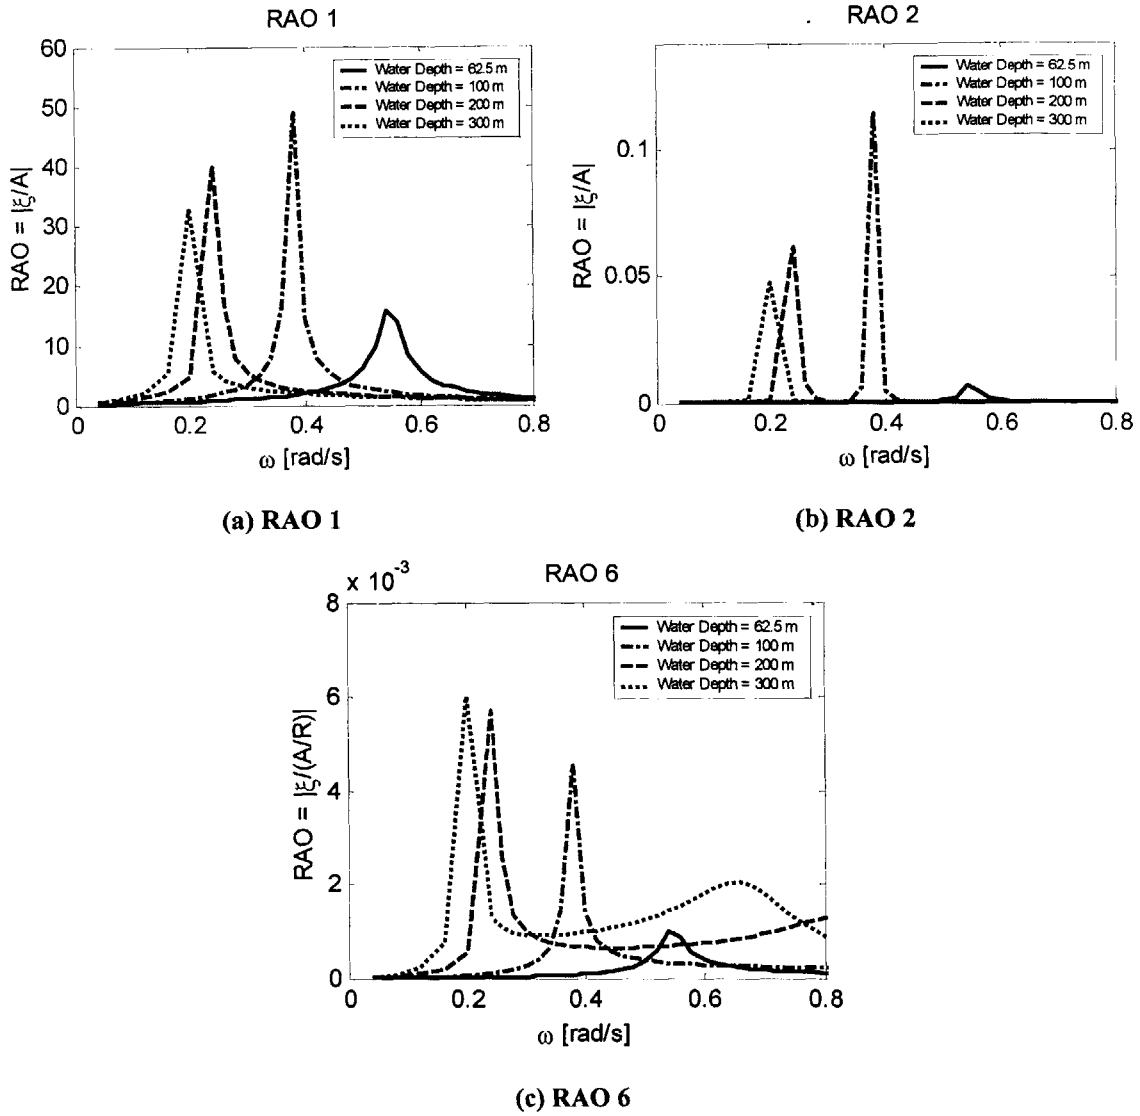 RAO 1
60
50
40
30
20
10
0
RAO = |ξ/A|
Water Depth = 62.5 m
Water Depth = 100 m
Water Depth = 200 m
Water Depth = 300 m
0 0.2 0.4 0.6 0.8
ω [rad/s]
(a) RAO 1
RAO 2
0.1
0.05
0
RAO = |ξ/A|
Water Depth = 62.5 m
Water Depth = 100 m
Water Depth = 200 m
Water Depth = 300 m
0 0.2 0.4 0.6 0.8
ω [rad/s]
(b) RAO 2
x 10⁻³
RAO 6
8
6
4
2
0
RAO = |ξ/(A/R)|
Water Depth = 62.5 m
Water Depth = 100 m
Water Depth = 200 m
Water Depth = 300 m
0 0.2 0.4 0.6 0.8
ω [rad/s]
(c) RAO 6